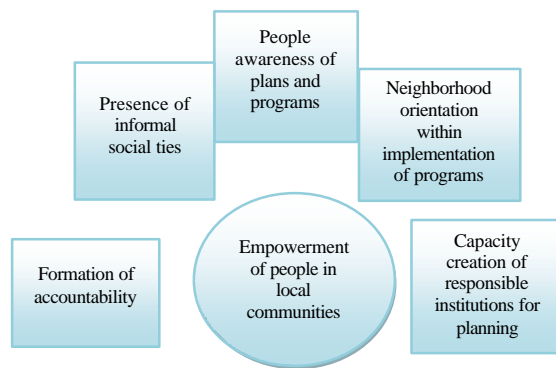 People
awareness of
plans and
programs
Presence of
informal
social ties
Neighborhood
orientation
within
implementation
of programs
Formation of
accountability
Empowerment
of people in
local
communities
Capacity
creation of
responsible
institutions for
planning